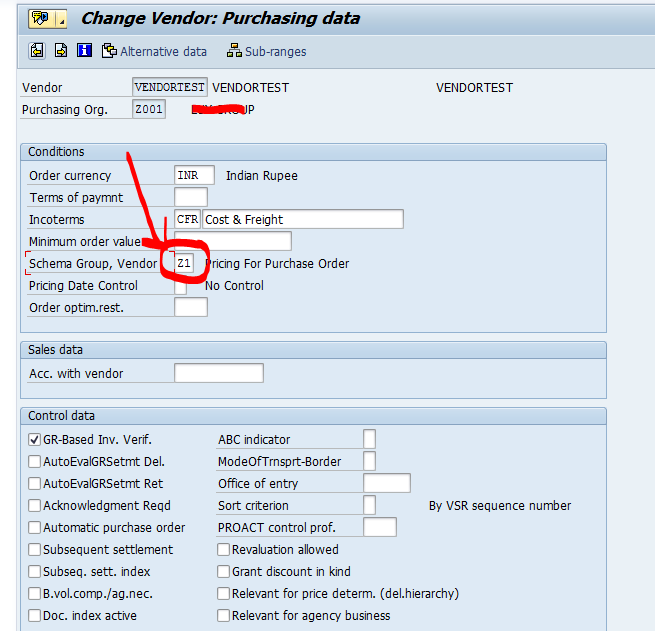 Change Vendor: Purchasing data
Alternative data Sub-ranges
Vendor VENDORTEST VENDORTEST VENDORTEST
Purchasing Org. Z001 GROUP
Conditions
Order currency INR Indian Rupee
Terms of paymnt
Incoterms CFR Cost & Freight
Minimum order value
Schema Group, Vendor Z1 Pricing For Purchase Order
Pricing Date Control No Control
Order optim.rest.
Sales data
Acc. with vendor
Control data
GR-Based Inv. Verif. ABC indicator
AutoEvalGRSetmt Del. ModeOfTrnsprt-Border
AutoEvalGRSetmt Ret Office of entry
Acknowledgment Reqd Sort criterion By VSR sequence number
Automatic purchase order PROACT control prof.
Subsequent settlement Revaluation allowed
Subseq. sett. index Grant discount in kind
B.vol.comp./ag.nec. Relevant for price determ. (del.hierarchy)
Doc. index active Relevant for agency business